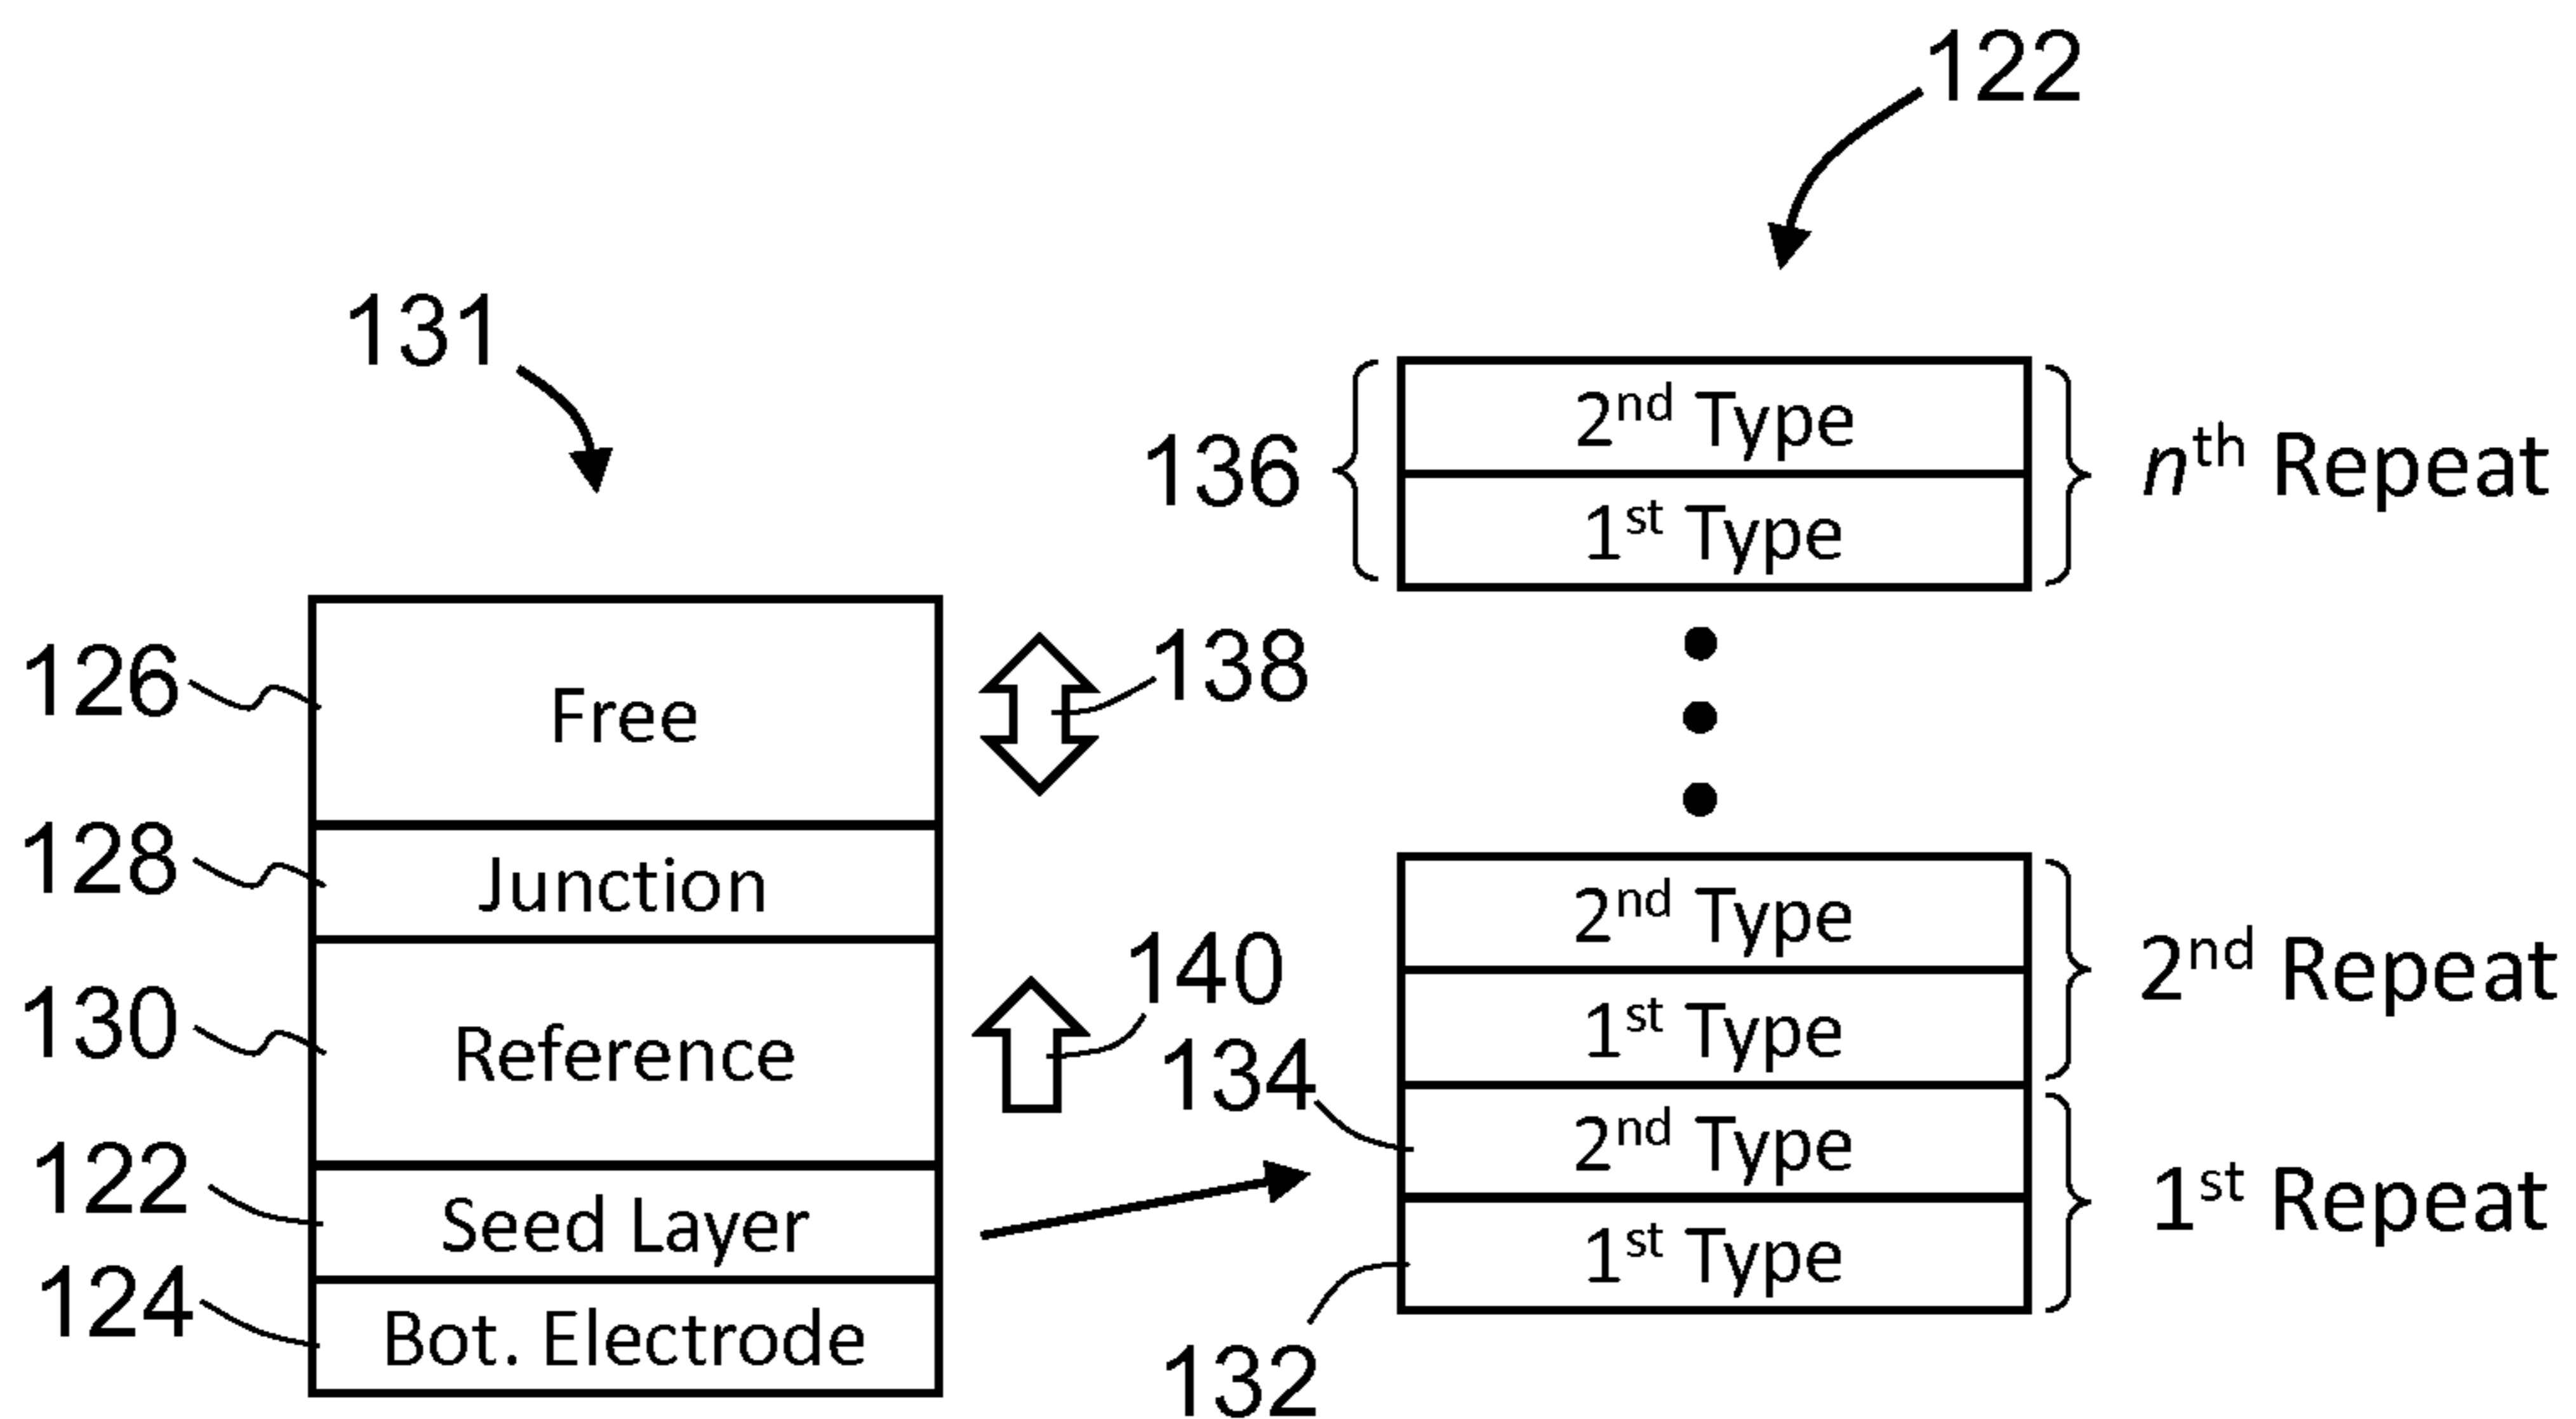 122
131
136
2nd Type
1st Type
nth Repeat
126
Free
138
128
Junction
130
Reference
140
134
2nd Type
1st Type
2nd Repeat
122
Seed Layer
2nd Type
1st Type
1st Repeat
124
Bot. Electrode
132